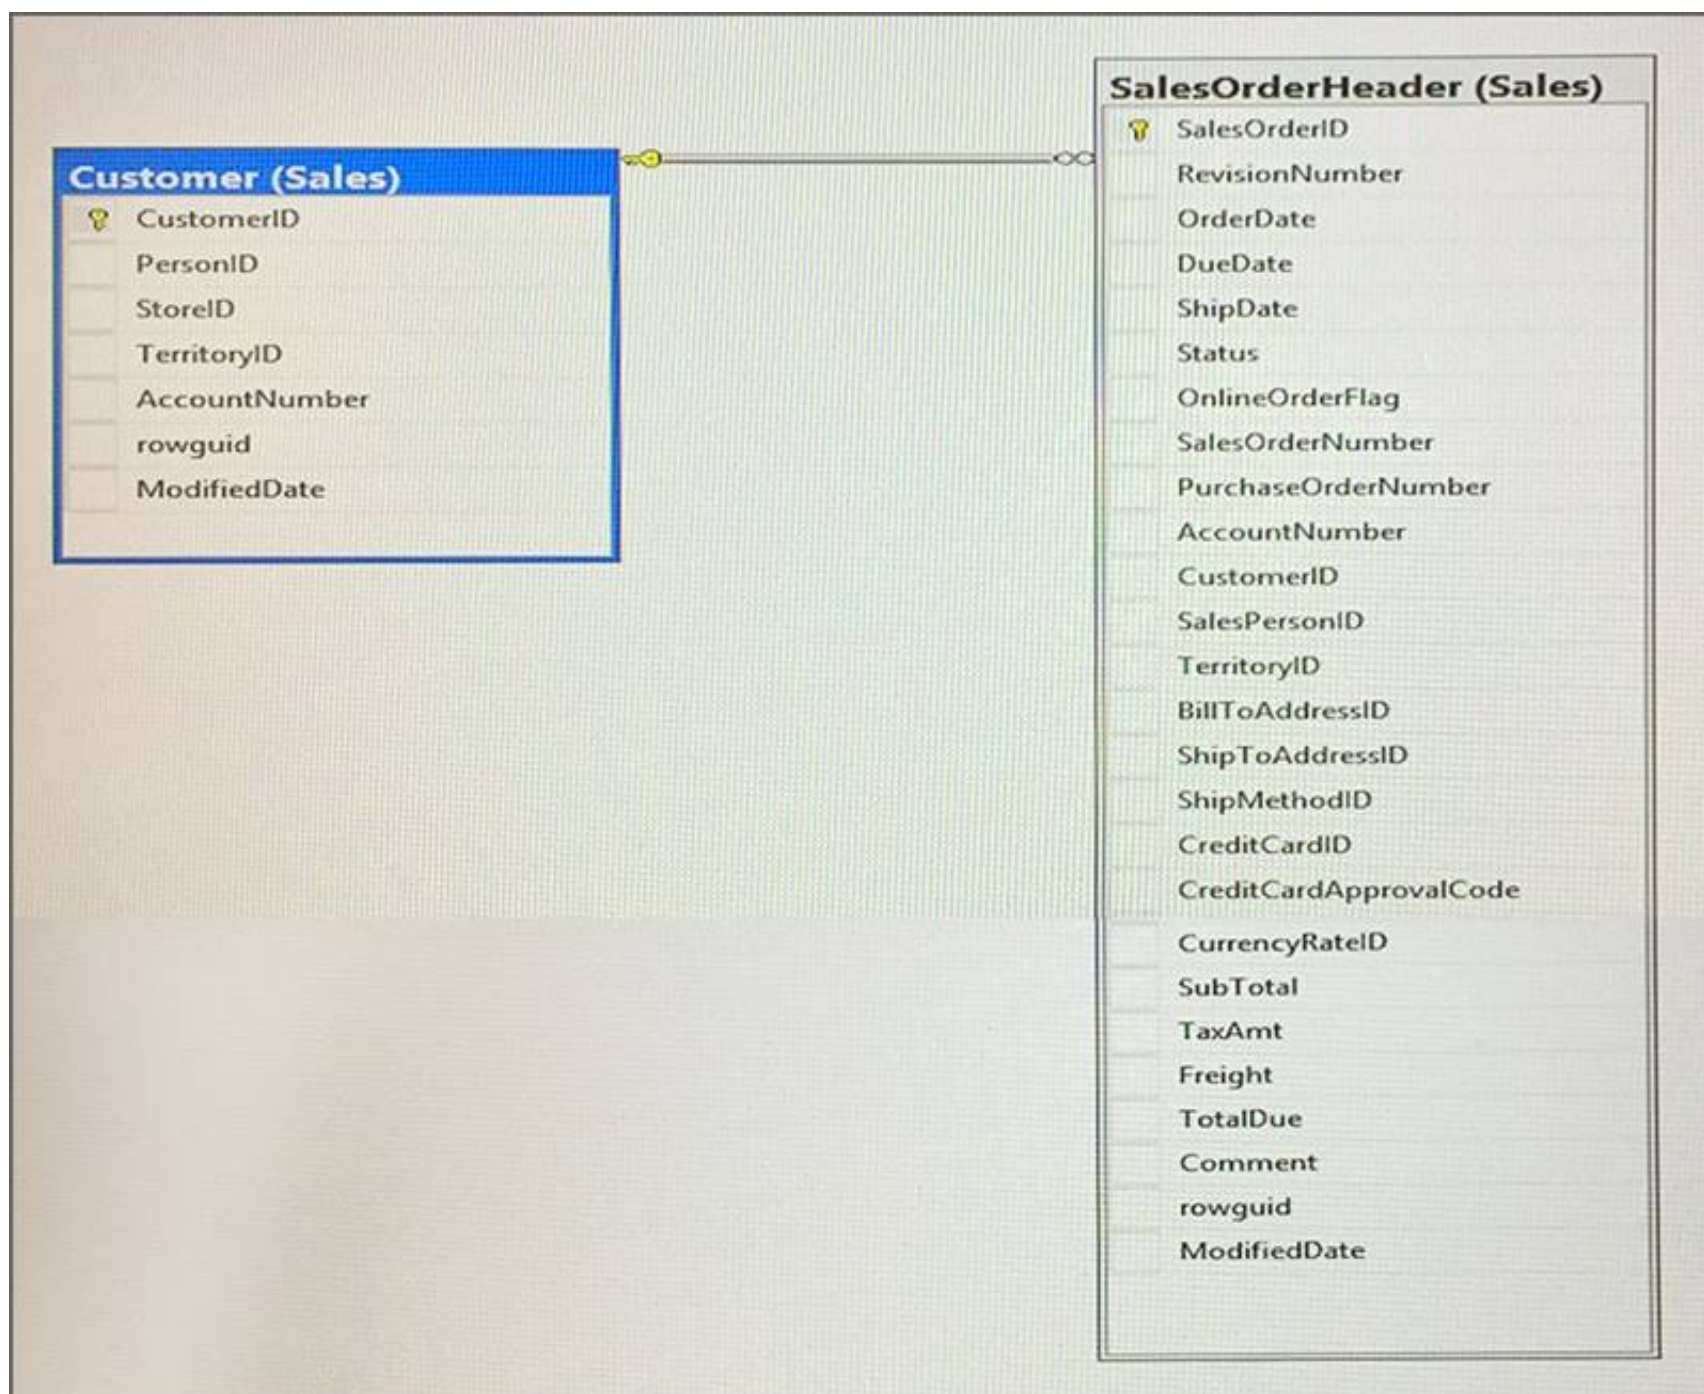 Customer (Sales)
CustomerID
PersonID
StoreID
TerritoryID
AccountNumber
rowguid
ModifiedDate
SalesOrderHeader (Sales)
SalesOrderID
RevisionNumber
OrderDate
DueDate
ShipDate
Status
OnlineOrderFlag
SalesOrderNumber
PurchaseOrderNumber
AccountNumber
CustomerID
SalesPersonID
TerritoryID
BillToAddressID
ShipToAddressID
ShipMethodID
CreditCardID
CreditCardApprovalCode
CurrencyRateID
SubTotal
TaxAmt
Freight
TotalDue
Comment
rowguid
ModifiedDate